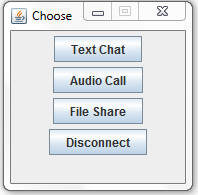 Choose
Text Chat
Audio Call
File Share
Disconnect